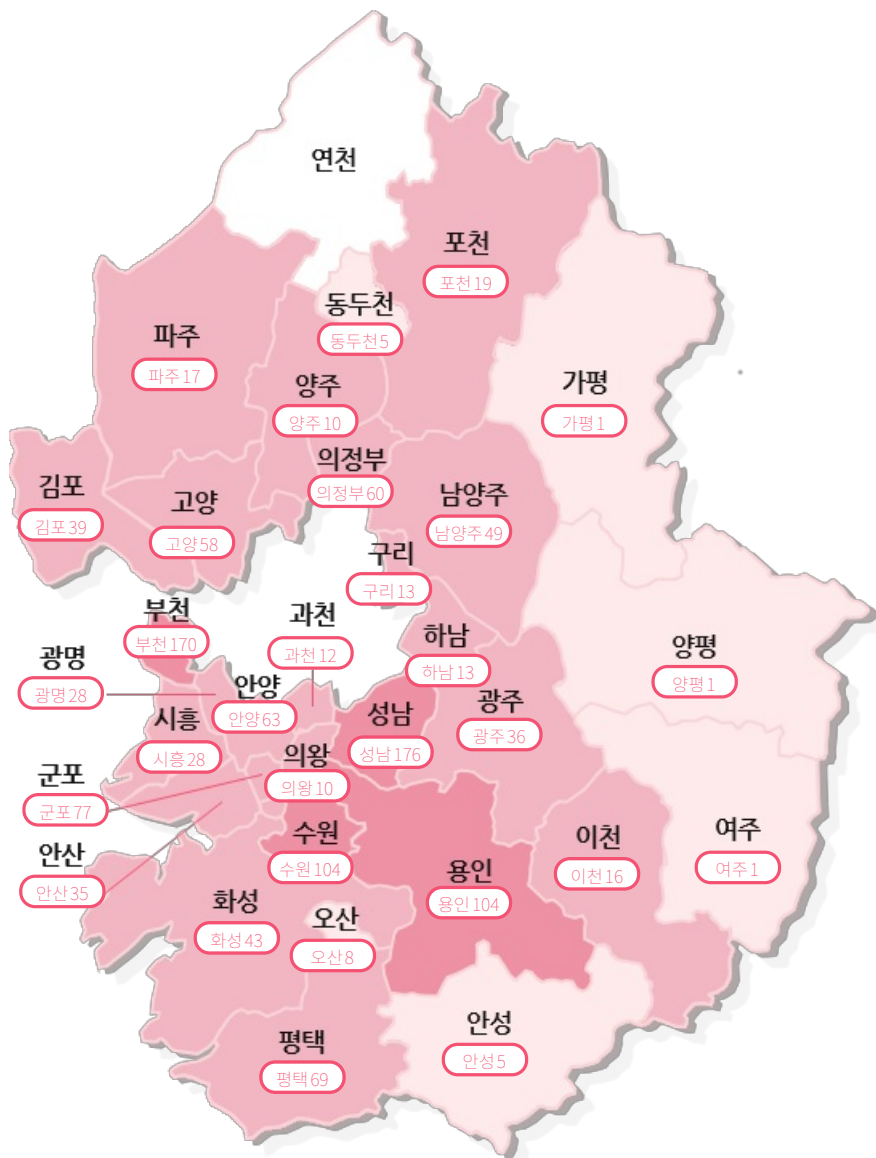 연천
포천
포천 19
동두천
동두천 5
파주
파주 17
양주
양주 10
가평
가평 1
의정부
의정부 60
김포
김포 39
고양
고양 58
남양주
남양주 49
구리
구리 13
부천
부천 170
과천
과천 12
하남
하남 13
양평
양평 1
광명
광명 28
안양
안양 63
시흥
시흥 28
성남
성남 176
광주
광주 36
의왕
의왕 10
군포
군포 77
수원
수원 104
이천
이천 16
여주
여주 1
안산
안산 35
용인
용인 104
화성
화성 43
오산
오산 8
안성
안성 5
평택
평택 69